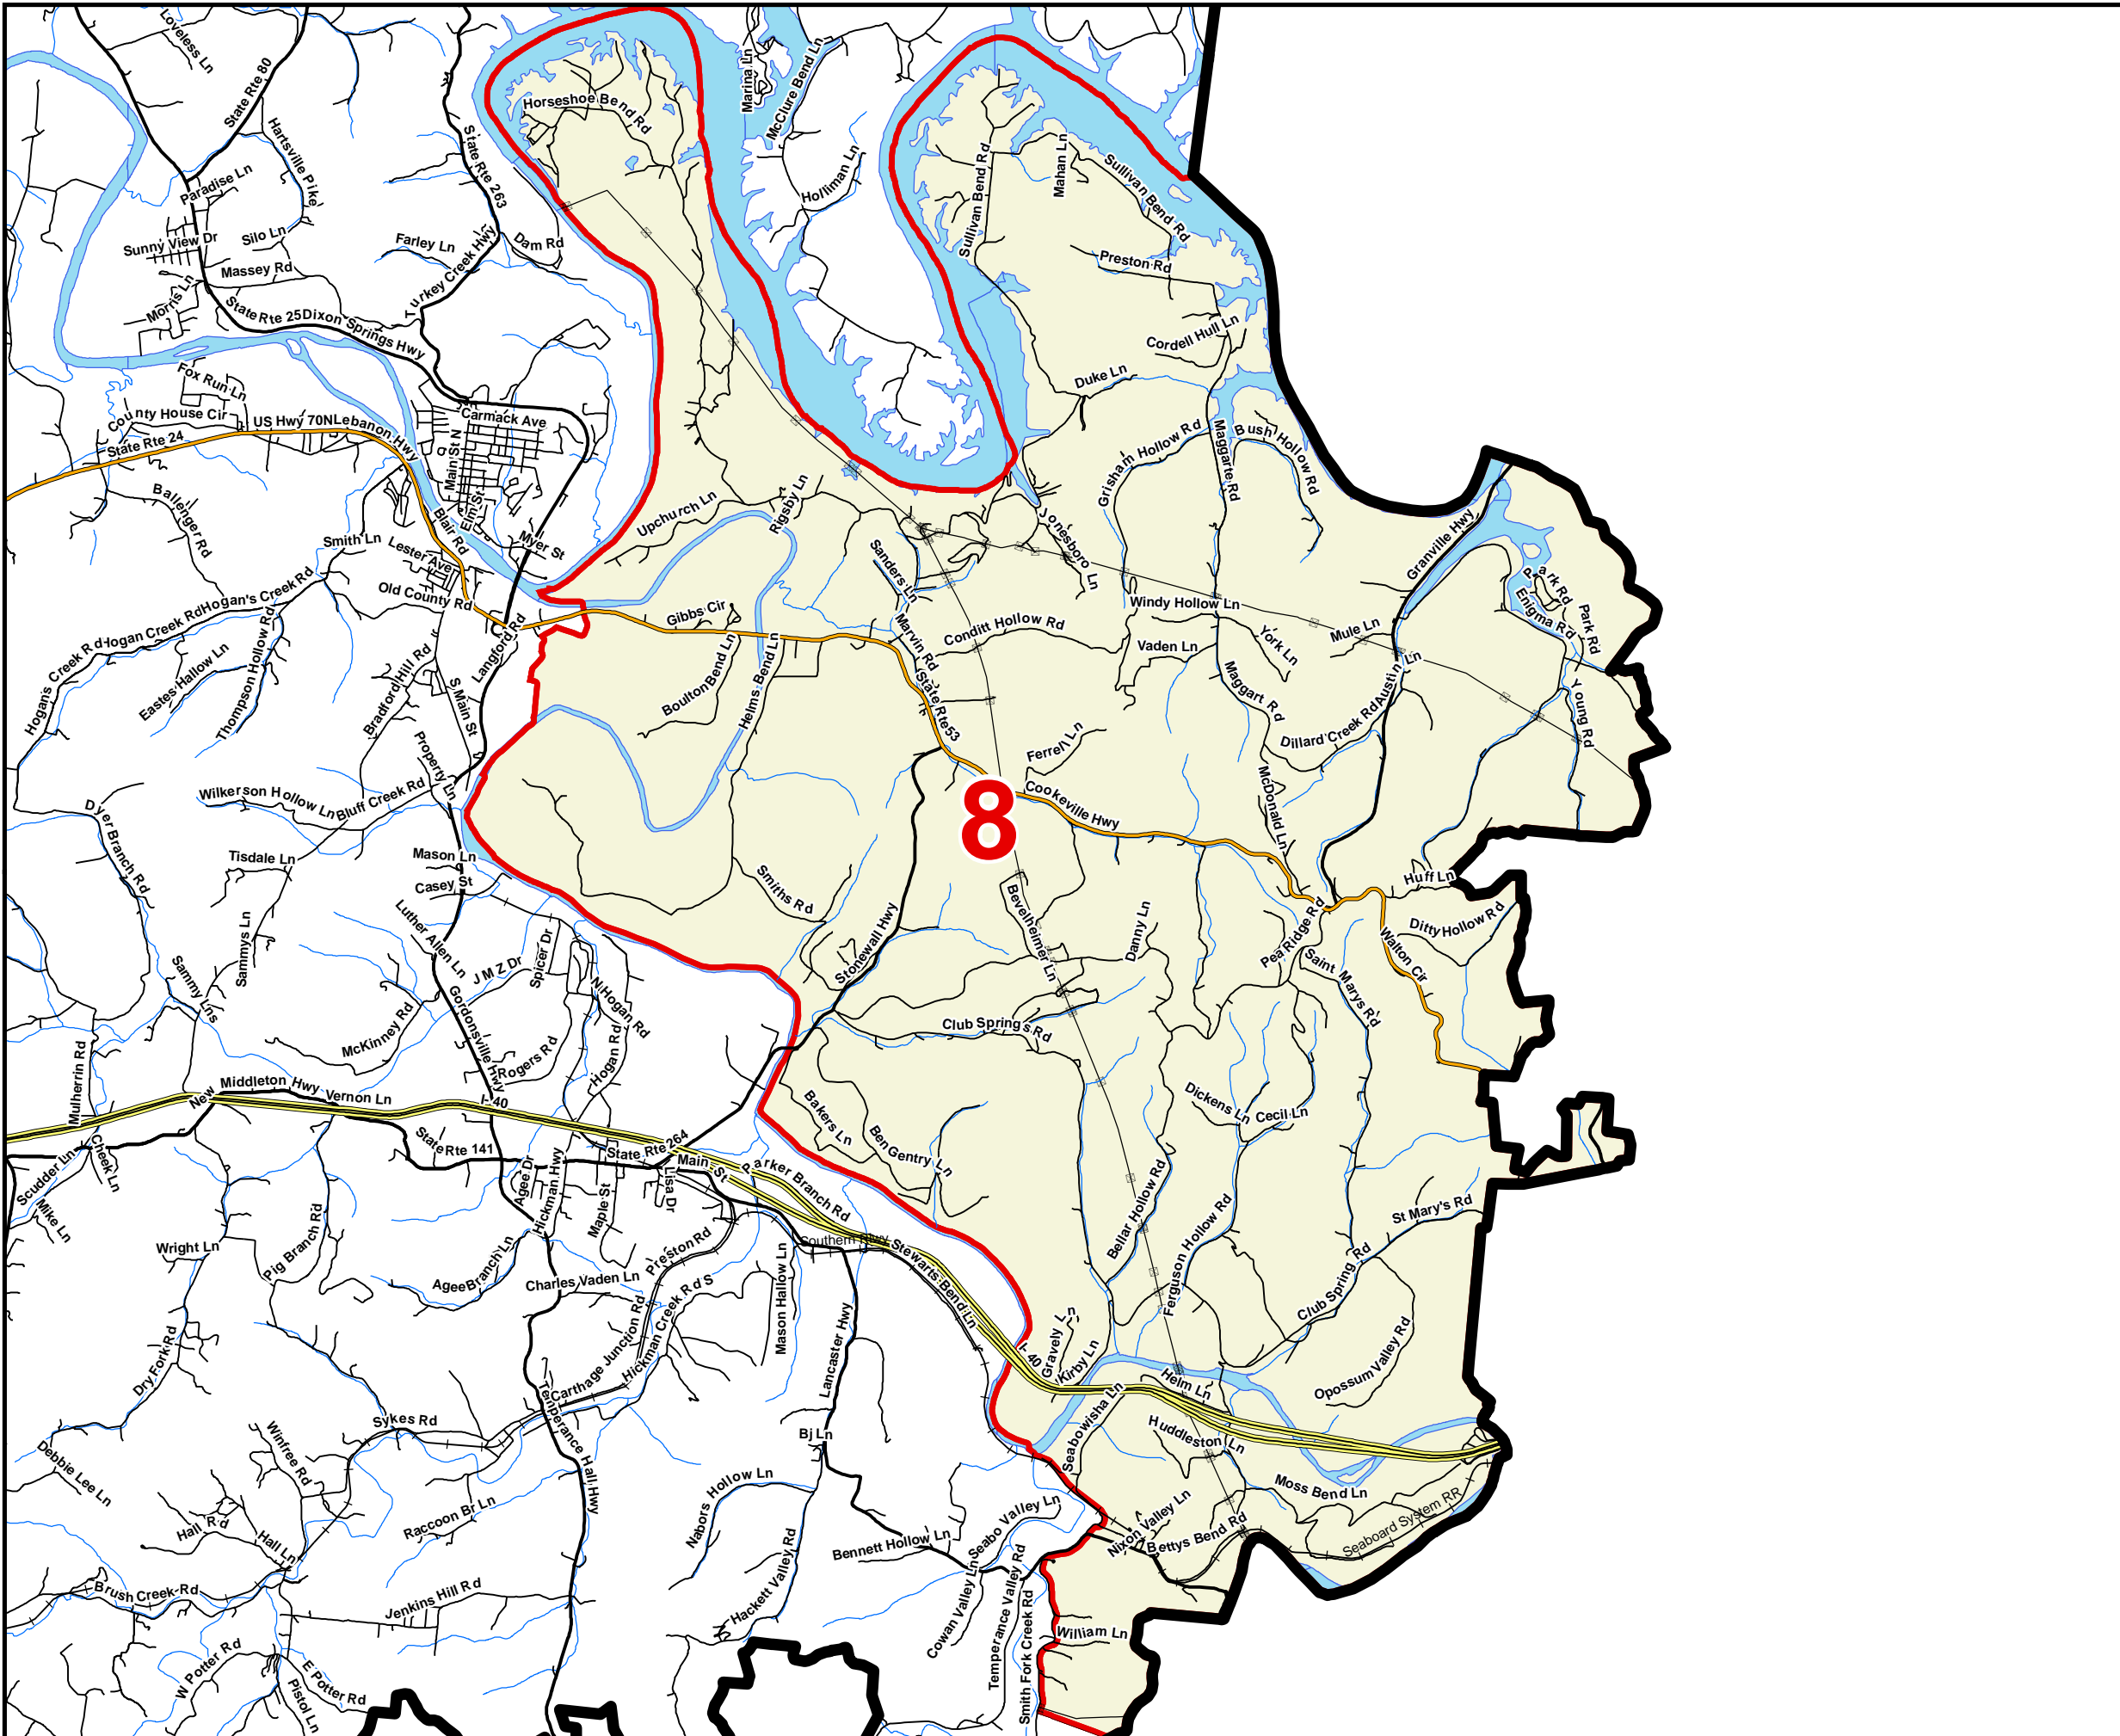 Loveless Ln
State Rte 80
Hartsville Pike
State Rte 263
Horseshoe Bend Rd
Marina Ln
McClure Bend Ln
Holliman Ln
Sullivan Bend Rd
Mahan Ln
Sullivan Bend Rd
Paradise Ln
Sunny View Dr
Silo Ln
Massey Rd
Morris Ln
Farley Ln
Dam Rd
Turkey Creek Hwy
Preston Rd
Cordell Hull Ln
State Rte 25
Dixon Springs Hwy
Duke Ln
Fox Run Ln
County House Cir
State Rte 24
US Hwy 70N
Lebanon Hwy
Carmack Ave
Main St N
Elm St
Blair Rd
Myer St
Ballenger Rd
Smith Ln
Lester Ave
Old County Rd
Upchurch Ln
Rigsby Ln
Sanders Ln
Jonesboro Ln
Grisham Hollow Rd
Maggarte Rd
Bush Hollow Rd
Granville Hwy
Park Rd
Enigma Rd
Park Rd
Hogan's Creek Rd
Hogan Creek Rd
Hogans Creek Rd
Eastes Hallow Ln
Thompson Hollow Rd
Bradford Hill Rd
S Main St
Langford Rd
Gibbs Cir
Boulton Bend Ln
Helms Bend Ln
Marvin Rd
State Rte 53
Conditt Hollow Rd
Windy Hollow Ln
Vaden Ln
York Ln
Mule Ln
Maggart Rd
Dillard Creek Rd
Austin Ln
Young Rd
Property Ln
Wilkerson Hollow Ln
Bluff Creek Rd
Ferrell Ln
8
Cookeville Hwy
McDonald Ln
Dyer Branch Rd
Tisdale Ln
Mason Ln
Casey St
Smiths Rd
Huff Ln
Ditty Hollow Rd
Luther Allen Ln
Sammys Ln
Sammy Lns
J M Z Dr
Spicer Dr
Stonewall Hwy
Bevelheimer Ln
Danny Ln
Pea Ridge Rd
Saint Marys Rd
Walton Cir
McKinney Rd
Gordonsville Hwy
Rogers Rd
N Hogan Rd
Hogan Rd
Club Springs Rd
Mulherrin Rd
New
Middleton Hwy
Vernon Ln
I- 40
Bakers Ln
Ben Gentry Ln
Dickens Ln
Cecil Ln
Cheek Ln
Scudder Ln
Mike Ln
State Rte 141
State Rte 264
Main St
Lisa Dr
Agee Dr
Hickman Hwy
Maple St
Parker Branch Rd
Bellar Hollow Rd
Ferguson Hollow Rd
St Mary's Rd
Club Spring Rd
Wright Ln
Pig Branch Rd
Agee Branch Ln
Charles Vaden Ln
Preston Rd
Southern Rlwy
Stewarts Bend Ln
Mason Hallow Ln
Lancaster Hwy
I- 40
Gravely Ln
Kirby Ln
Opossum Valley Rd
Dry Fork Rd
Carthage Junction Rd
Hickman Creek Rd S
Temperance Hall Hwy
Sykes Rd
Helm Ln
Huddleston Ln
Seabowisha Ln
Moss Bend Ln
Seaboard System RR
Debbie Lee Ln
Winfree Rd
Bj Ln
Hall Rd
Hall Ln
Raccoon Br Ln
Nabors Hollow Ln
Bennett Hollow Ln
Seabo Valley Ln
Nixon Valley Ln
Bettys Bend Rd
Brush Creek Rd
Jenkins Hill Rd
Hackett Valley Rd
Cowan Valley Ln
Temperance Valley Rd
Smith Fork Creek Rd
William Ln
W Potter Rd
E Potter Rd
Pistol Ln